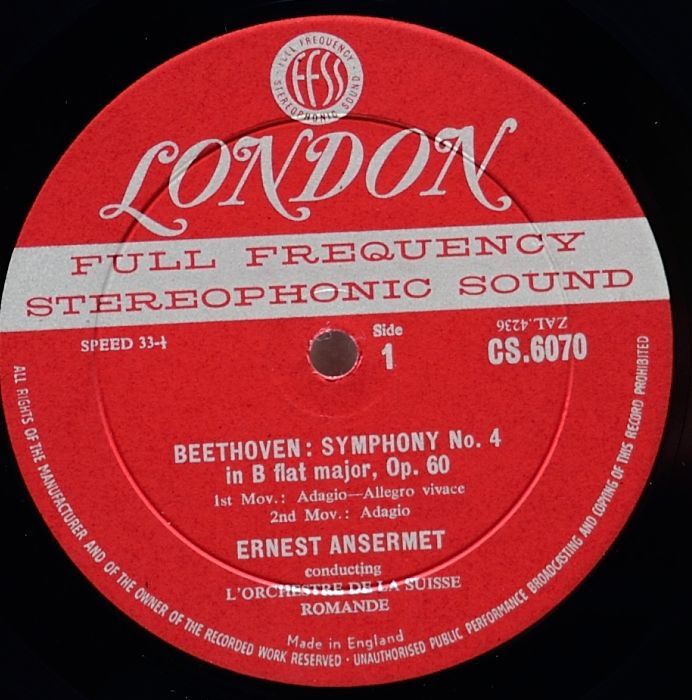 FULL FREQUENCY · STEREOPHONIC SOUND
FFSS
LONDON
FULL FREQUENCY
STEREOPHONIC SOUND
SPEED 33-⅓
Side
1
ZAL.4236
CS.6070
BEETHOVEN: SYMPHONY No. 4
in B flat major, Op. 60
1st Mov.: Adagio—Allegro vivace
2nd Mov.: Adagio
ERNEST ANSERMET
conducting
L'ORCHESTRE DE LA SUISSE
ROMANDE
Made in England
ALL RIGHTS OF THE MANUFACTURER AND OF THE OWNER OF THE RECORDED WORK RESERVED · UNAUTHORISED PUBLIC PERFORMANCE BROADCASTING AND COPYING OF THIS RECORD PROHIBITED